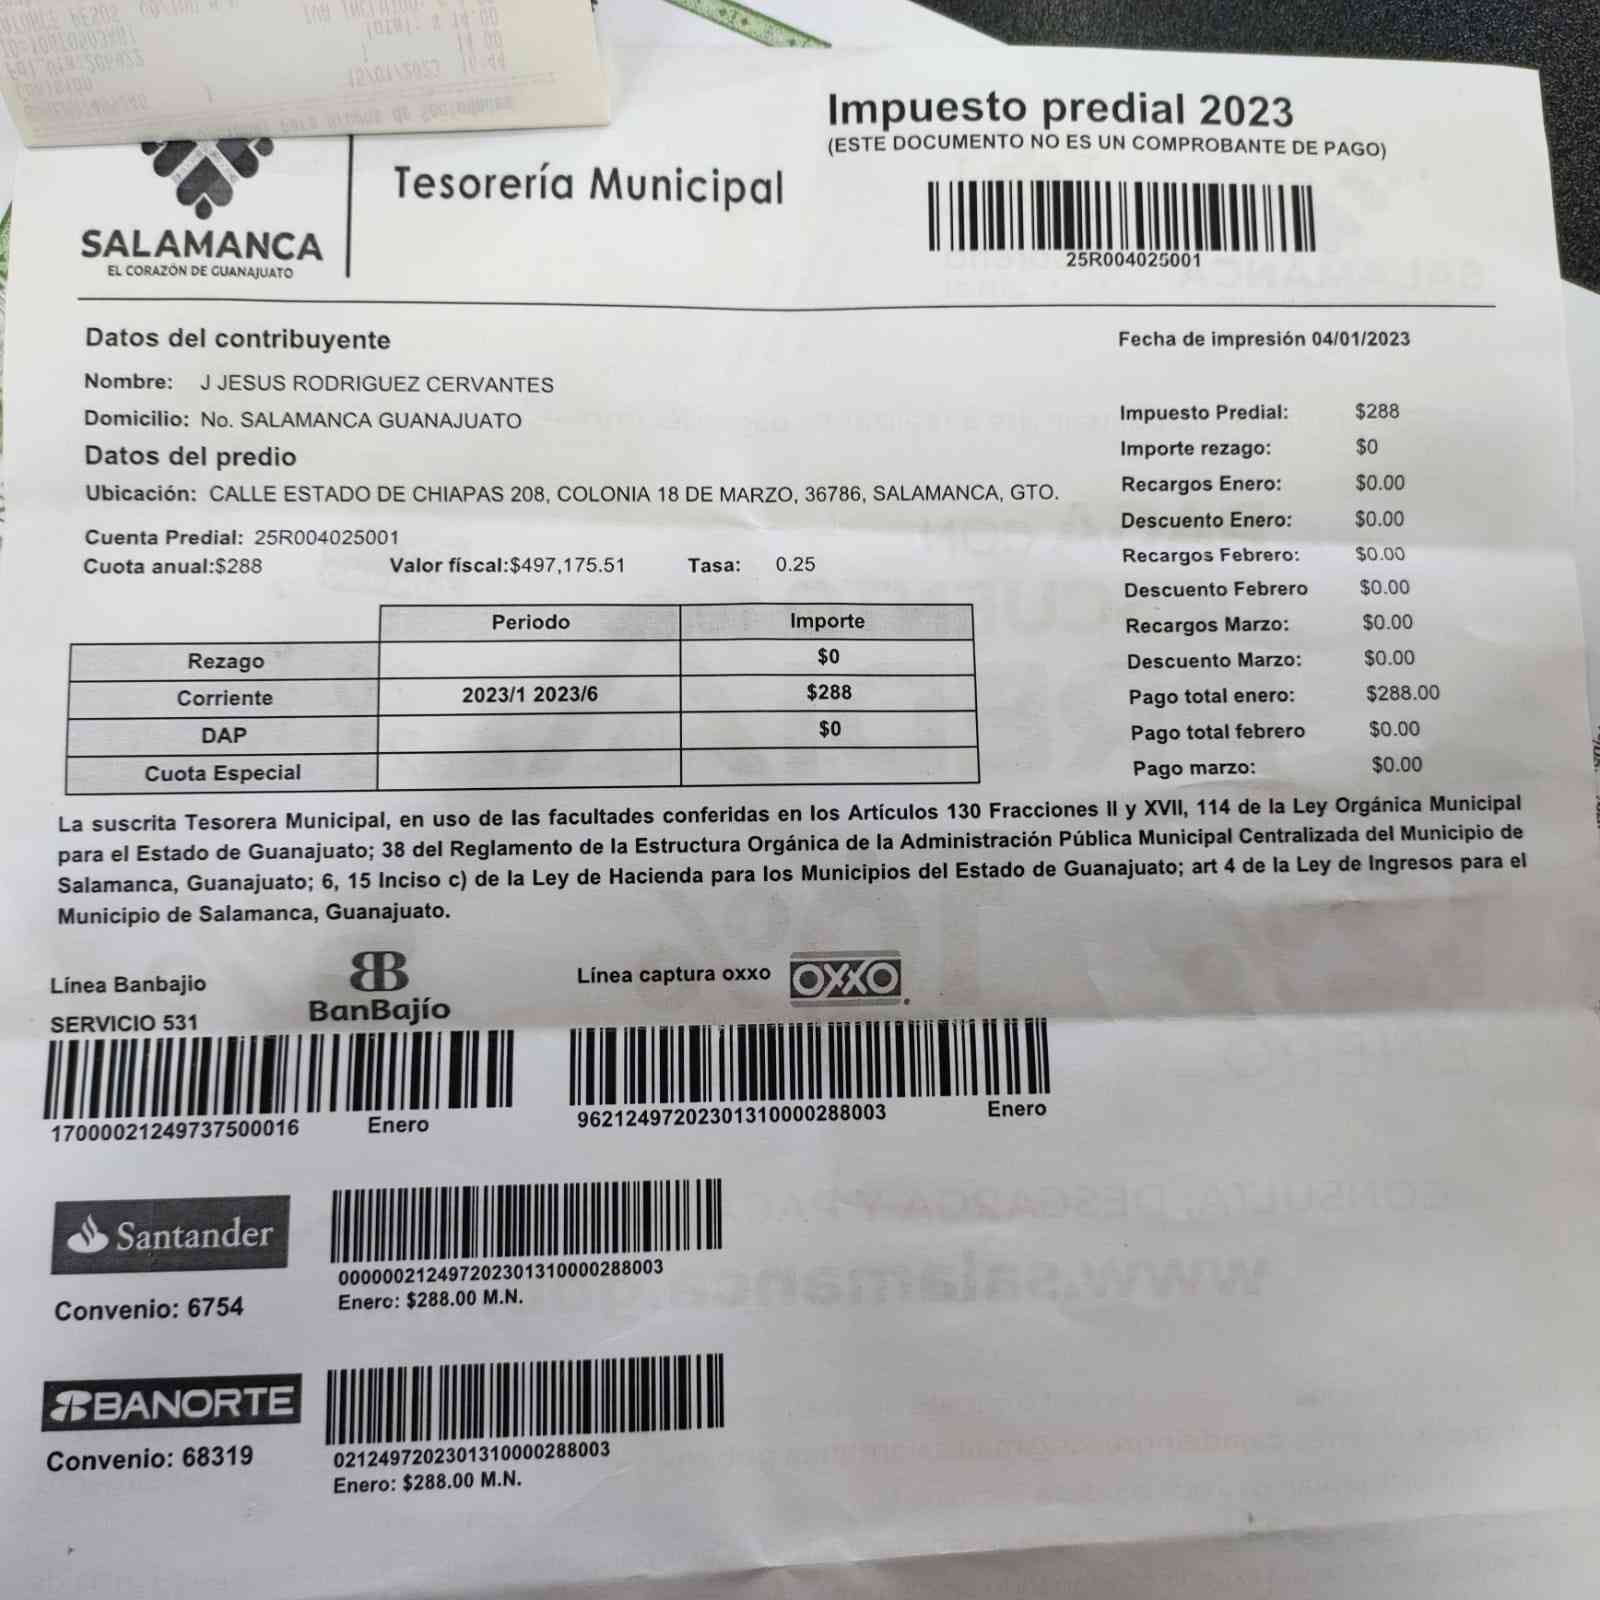 Impuesto predial 2023
(ESTE DOCUMENTO NO ES UN COMPROBANTE DE PAGO)
Tesorería Municipal
SALAMANCA
EL CORAZÓN DE GUANAJUATO
25R004025001
Datos del contribuyente
Fecha de impresión 04/01/2023
Nombre: J JESUS RODRIGUEZ CERVANTES
Domicilio: No. SALAMANCA GUANAJUATO
Datos del predio
Ubicación: CALLE ESTADO DE CHIAPAS 208, COLONIA 18 DE MARZO, 36786, SALAMANCA, GTO.
Cuenta Predial: 25R004025001
Cuota anual:$288 Valor físcal:$497,175.51 Tasa: 0.25
Impuesto Predial: $288
Importe rezago: $0
Recargos Enero: $0.00
Descuento Enero: $0.00
Recargos Febrero: $0.00
Descuento Febrero $0.00
Recargos Marzo: $0.00
Descuento Marzo: $0.00
Pago total enero: $288.00
Pago total febrero $0.00
Pago marzo: $0.00
Periodo Importe
Rezago $0
Corriente 2023/1 2023/6 $288
DAP $0
Cuota Especial
La suscrita Tesorera Municipal, en uso de las facultades conferidas en los Artículos 130 Fracciones II y XVII, 114 de la Ley Orgánica Municipal
para el Estado de Guanajuato; 38 del Reglamento de la Estructura Orgánica de la Administración Pública Municipal Centralizada del Municipio de
Salamanca, Guanajuato; 6, 15 Inciso c) de la Ley de Hacienda para los Municipios del Estado de Guanajuato; art 4 de la Ley de Ingresos para el
Municipio de Salamanca, Guanajuato.
Línea Banbajio
BanBajío
SERVICIO 531
17000021249737500016 Enero
Línea captura oxxo OXXO
96212497202301310000288003 Enero
Santander
Convenio: 6754
000000212497202301310000288003
Enero: $288.00 M.N.
BANORTE
Convenio: 68319
0212497202301310000288003
Enero: $288.00 M.N.